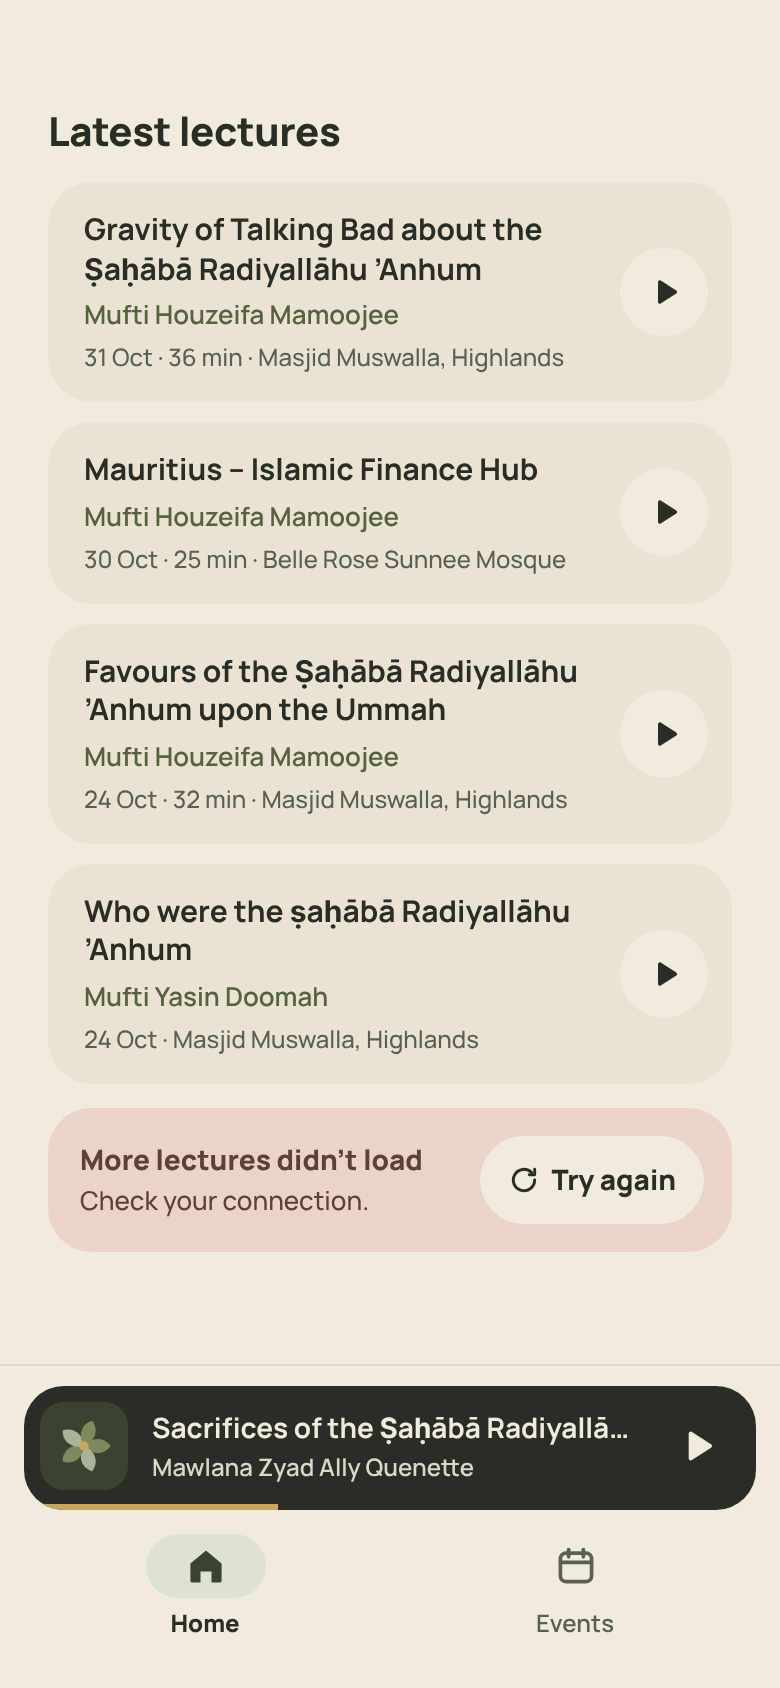 Latest lectures
Gravity of Talking Bad about the
Ṣaḥābā Radiyallāhu ’Anhum
Mufti Houzeifa Mamoojee
31 Oct · 36 min · Masjid Muswalla, Highlands
Mauritius – Islamic Finance Hub
Mufti Houzeifa Mamoojee
30 Oct · 25 min · Belle Rose Sunnee Mosque
Favours of the Ṣaḥābā Radiyallāhu
’Anhum upon the Ummah
Mufti Houzeifa Mamoojee
24 Oct · 32 min · Masjid Muswalla, Highlands
Who were the ṣaḥābā Radiyallāhu
’Anhum
Mufti Yasin Doomah
24 Oct · Masjid Muswalla, Highlands
More lectures didn’t load
Check your connection.
Try again
Sacrifices of the Ṣaḥābā Radiyallā…
Mawlana Zyad Ally Quenette
Home
Events